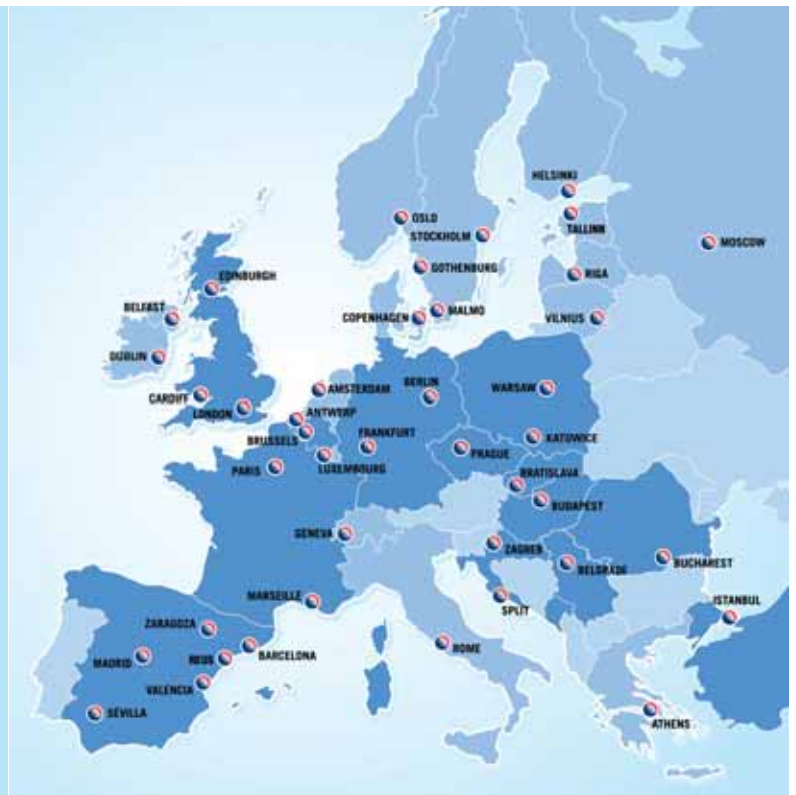 HELSINKI
OSLO
TALLINN
STOCKHOLM
MOSCOW
GOTHENBURG
RIGA
EDINBURGH
BELFAST
COPENHAGEN
MALMO
VILNIUS
DUBLIN
AMSTERDAM
BERLIN
WARSAW
CARDIFF
LONDON
ANTWERP
BRUSSELS
FRANKFURT
KATOWICE
PRAGUE
PARIS
LUXEMBOURG
BRATISLAVA
BUDAPEST
GENEVA
ZAGREB
BELGRADE
BUCHAREST
MARSEILLE
SPLIT
ISTANBUL
ZARAGOZA
BARCELONA
ROME
MADRID
REUS
VALENCIA
SÉVILLA
ATHENS